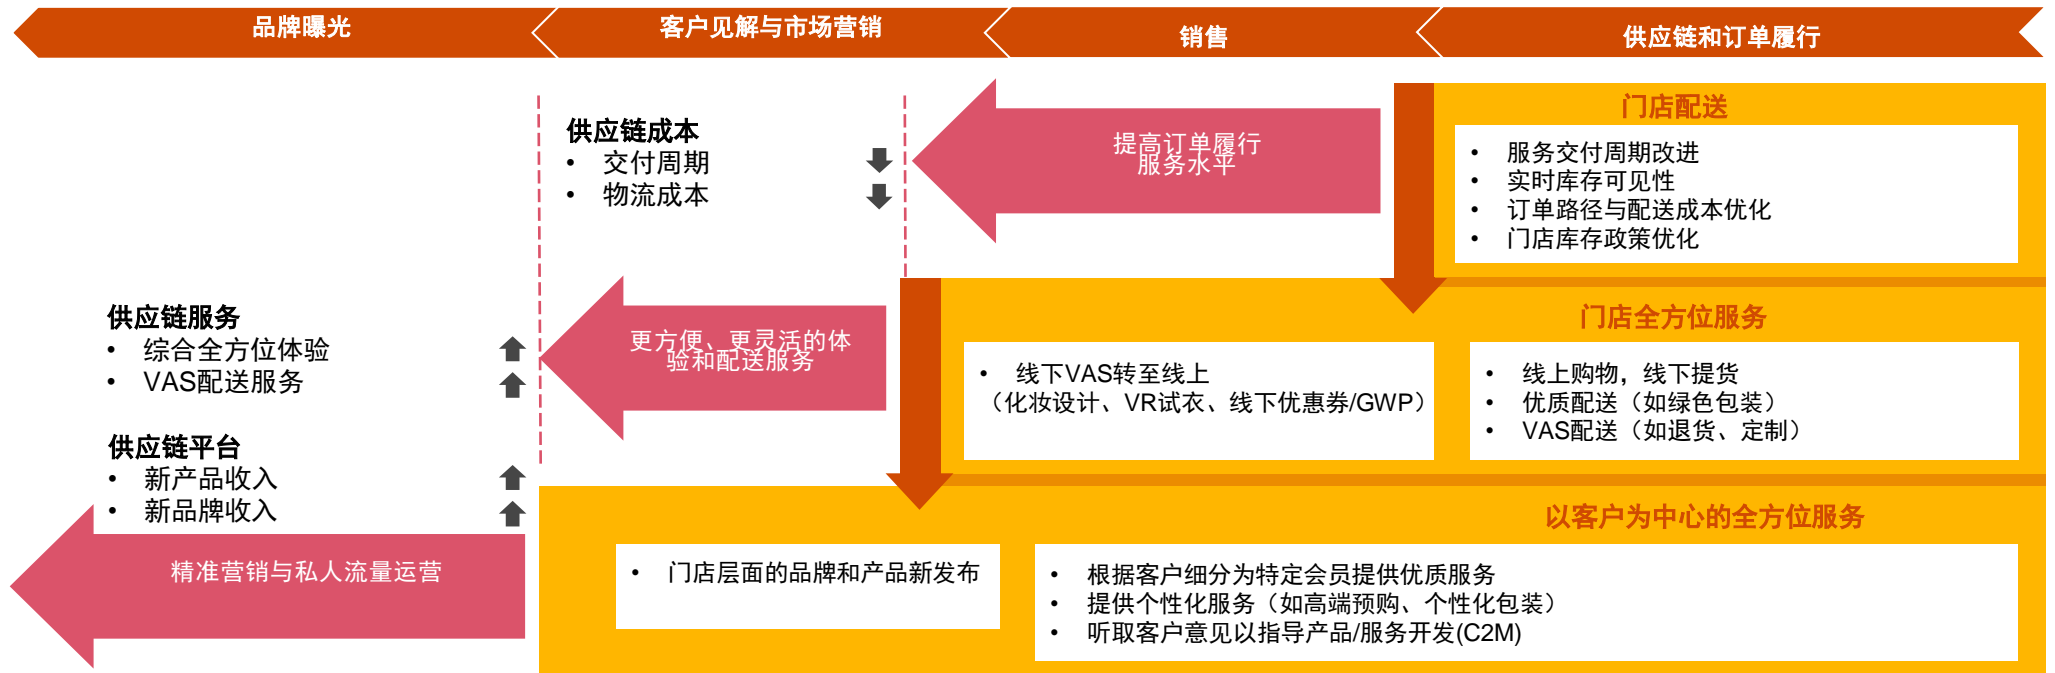 品牌曝光
客户见解与市场营销
销售
供应链和订单履行
供应链成本
• 交付周期
• 物流成本
提高订单履行
服务水平
门店配送
• 服务交付周期改进
• 实时库存可见性
• 订单路径与配送成本优化
• 门店库存政策优化
供应链服务
• 综合全方位体验
• VAS配送服务
更方便、更灵活的体
验和配送服务
门店全方位服务
• 线下VAS转至线上
（化妆设计、VR试衣、线下优惠券/GWP）
• 线上购物，线下提货
• 优质配送（如绿色包装）
• VAS配送（如退货、定制）
供应链平台
• 新产品收入
• 新品牌收入
精准营销与私人流量运营
以客户为中心的全方位服务
• 门店层面的品牌和产品新发布
• 根据客户细分为特定会员提供优质服务
• 提供个性化服务（如高端预购、个性化包装）
• 听取客户意见以指导产品/服务开发(C2M)